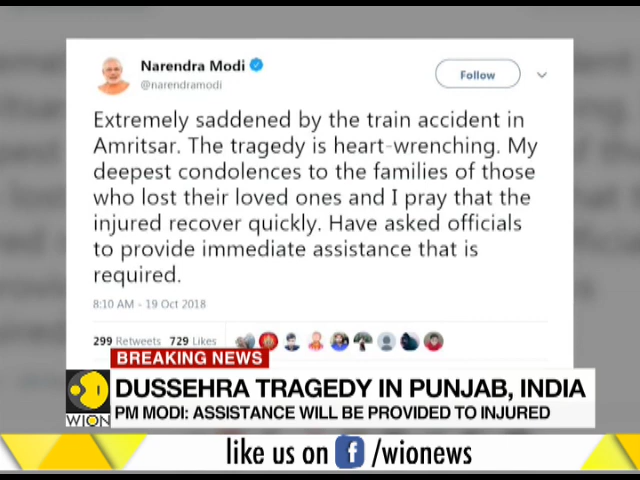 Narendra Modi
@narendramodi
Follow
Extremely saddened by the train accident in
Amritsar. The tragedy is heart-wrenching. My
deepest condolences to the families of those
who lost their loved ones and I pray that the
injured recover quickly. Have asked officials
to provide immediate assistance that is
required.
8:10 AM - 19 Oct 2018
299 Retweets 729 Likes
BREAKING NEWS
DUSSEHRA TRAGEDY IN PUNJAB, INDIA
PM MODI: ASSISTANCE WILL BE PROVIDED TO INJURED
WION
like us on f /wionews